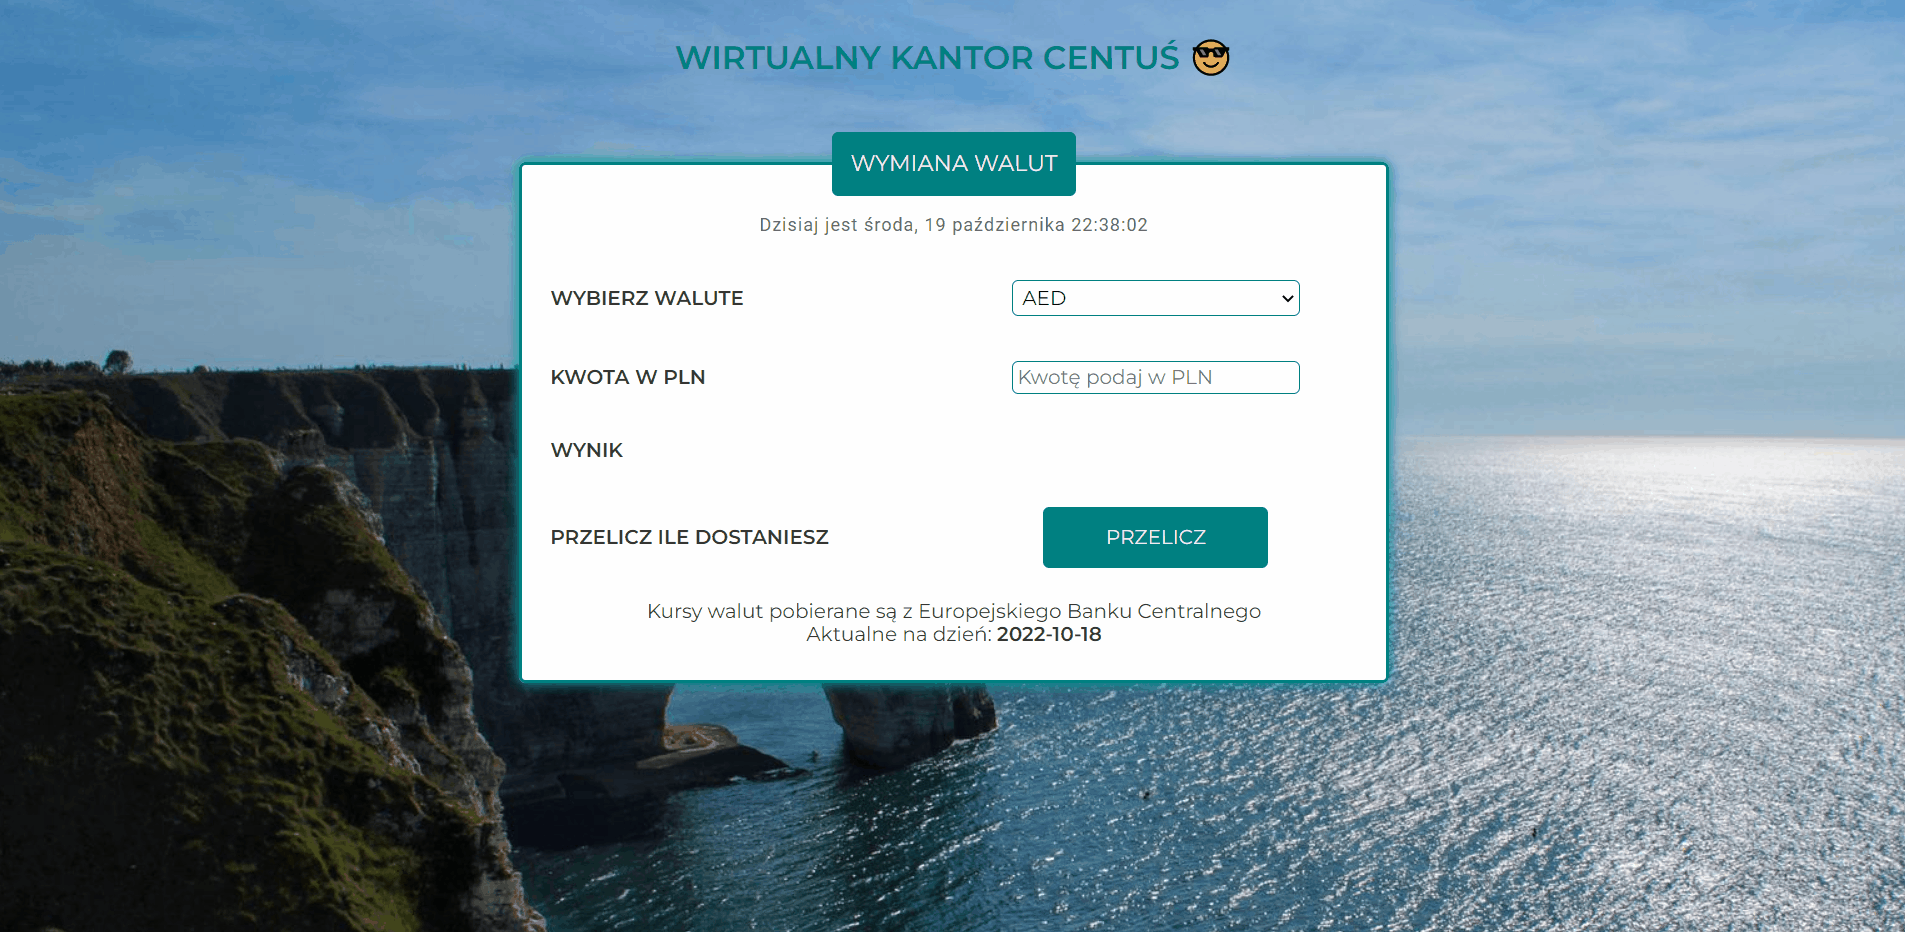 WIRTUALNY KANTOR CENTUŚ 😎
WYMIANA WALUT
Dzisiaj jest środa, 19 października 22:38:02
WYBIERZ WALUTE
AED
KWOTA W PLN
Kwotę podaj w PLN
WYNIK
PRZELICZ ILE DOSTANIESZ
PRZELICZ
Kursy walut pobierane są z Europejskiego Banku Centralnego
Aktualne na dzień: 2022-10-18